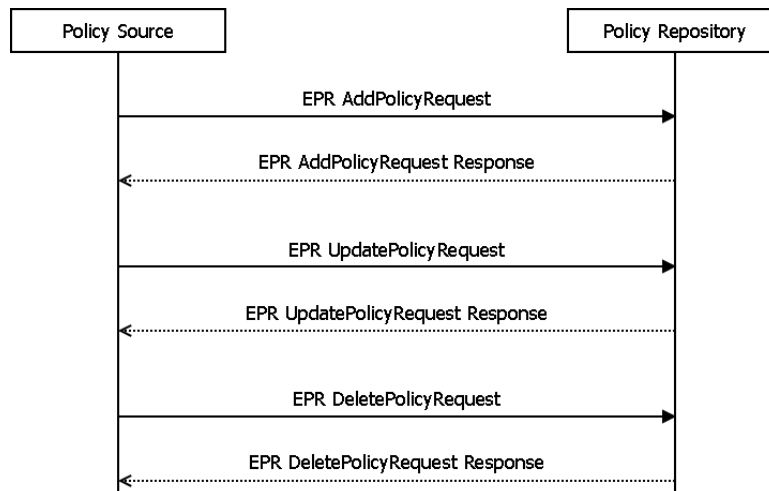 Policy Source
Policy Repository
EPR AddPolicyRequest
EPR AddPolicyRequest Response
EPR UpdatePolicyRequest
EPR UpdatePolicyRequest Response
EPR DeletePolicyRequest
EPR DeletePolicyRequest Response